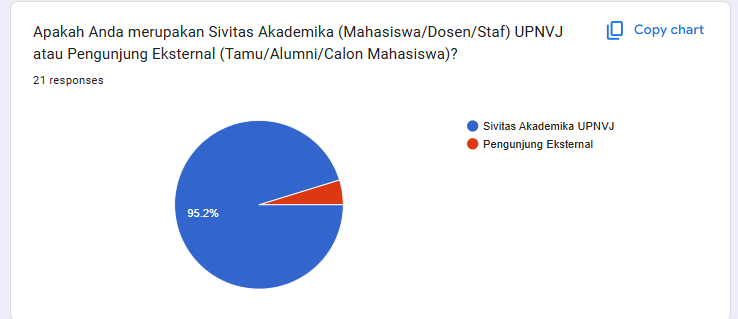 Apakah Anda merupakan Sivitas Akademika (Mahasiswa/Dosen/Staf) UPNVJ
atau Pengunjung Eksternal (Tamu/Alumni/Calon Mahasiswa)?
Copy chart
21 responses
Sivitas Akademika UPNVJ
Pengunjung Eksternal
95.2%